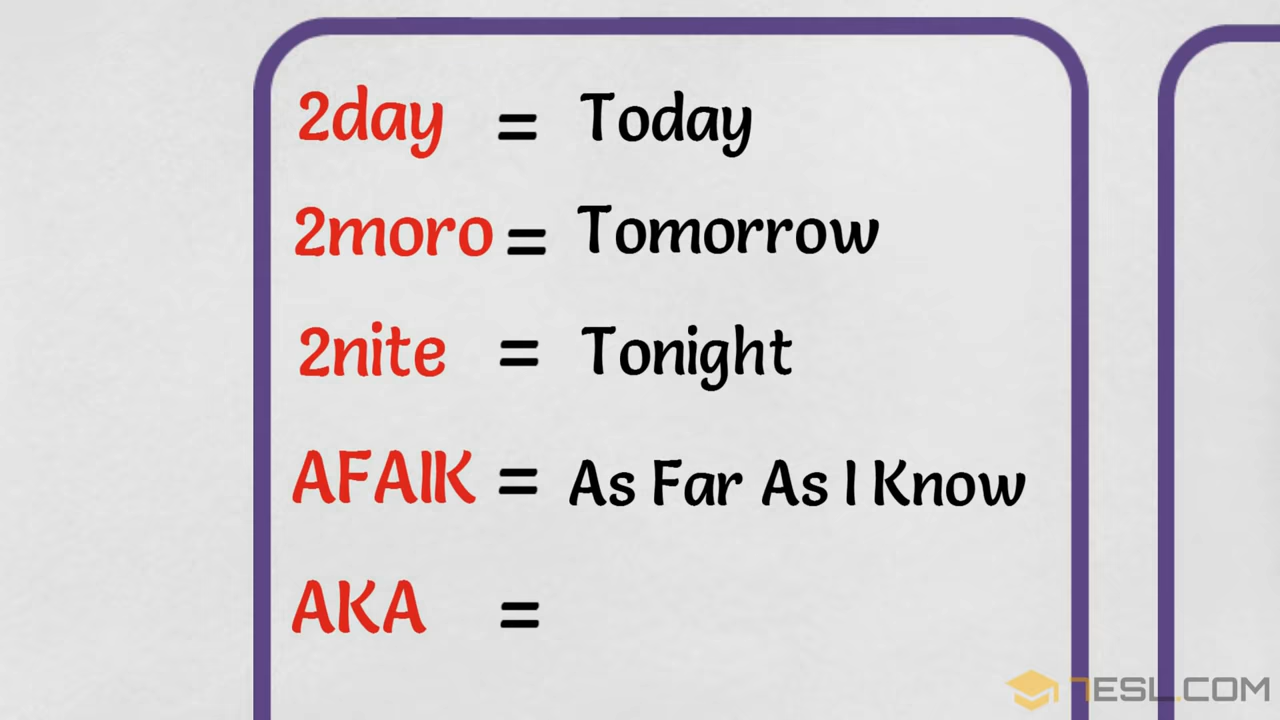 2day = Today
2moro = Tomorrow
2nite = Tonight
AFAIK = As Far As I Know
AKA =
7ESL.COM